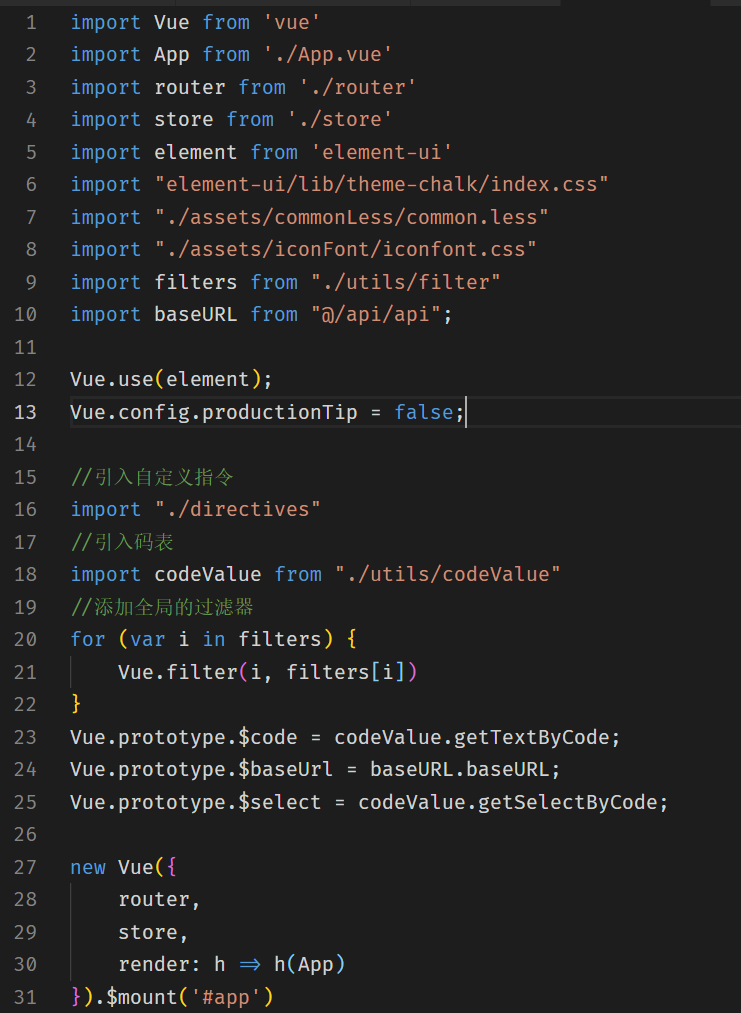 1 import Vue from 'vue'
2 import App from './App.vue'
3 import router from './router'
4 import store from './store'
5 import element from 'element-ui'
6 import "element-ui/lib/theme-chalk/index.css"
7 import "./assets/commonLess/common.less"
8 import "./assets/iconFont/iconfont.css"
9 import filters from "./utils/filter"
10 import baseURL from "@/api/api";
11
12 Vue.use(element);
13 Vue.config.productionTip = false;
14
15 //引入自定义指令
16 import "./directives"
17 //引入码表
18 import codeValue from "./utils/codeValue"
19 //添加全局的过滤器
20 for (var i in filters) {
21     Vue.filter(i, filters[i])
22 }
23 Vue.prototype.$code = codeValue.getTextByCode;
24 Vue.prototype.$baseUrl = baseURL.baseURL;
25 Vue.prototype.$select = codeValue.getSelectByCode;
26
27 new Vue({
28     router,
29     store,
30     render: h => h(App)
31 }).$mount('#app')